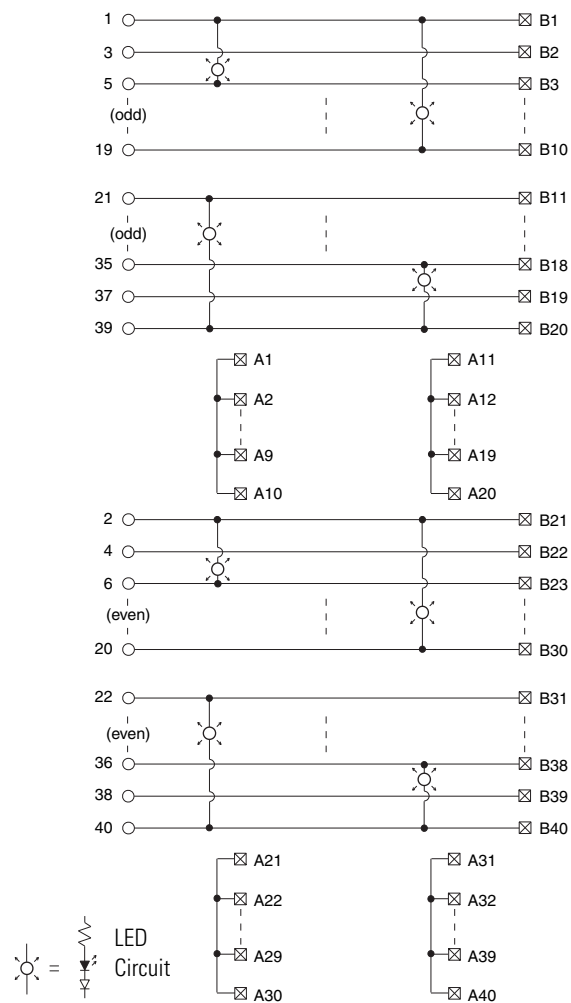 1 B1
3 B2
5 B3
(odd)
19 B10
21 B11
(odd)
35 B18
37 B19
39 B20
A1 A11
A2 A12
A9 A19
A10 A20
2 B21
4 B22
6 B23
(even)
20 B30
22 B31
(even)
36 B38
38 B39
40 B40
A21 A31
A22 A32
A29 A39
A30 A40
= LED
Circuit